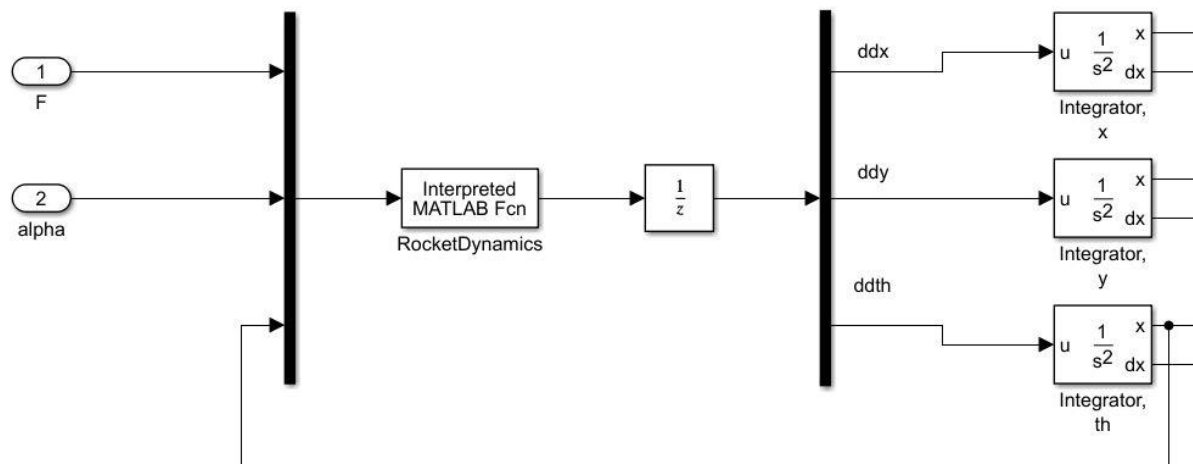 1
F
2
alpha
Interpreted
MATLAB Fcn
RocketDynamics
1
z
ddx
ddy
ddth
u
1
s2
x
dx
Integrator,
x
u
1
s2
x
dx
Integrator,
y
u
1
s2
x
dx
Integrator,
th